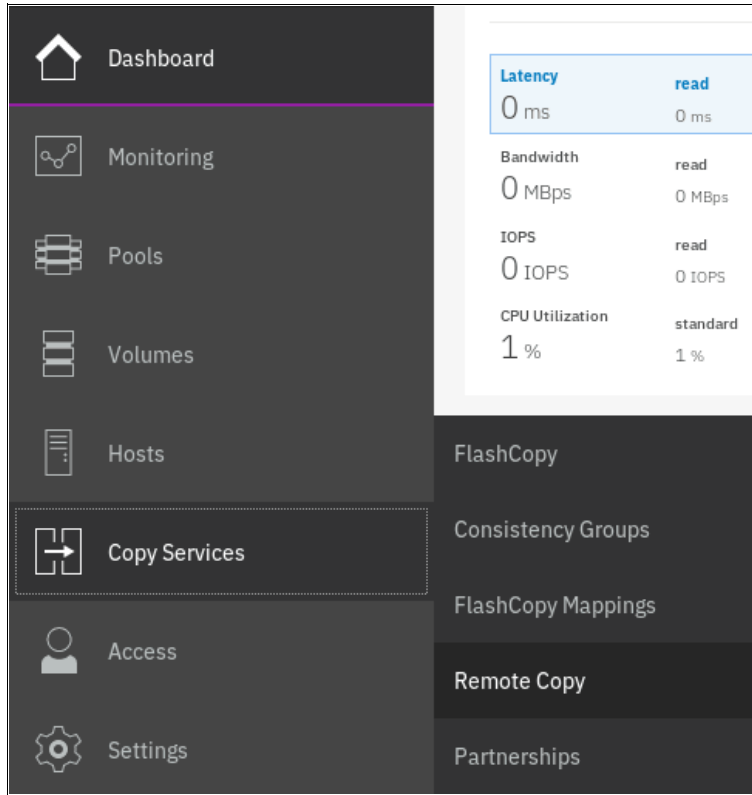 Dashboard
Monitoring
Pools
Volumes
Hosts
Copy Services
Access
Settings
Latency read
0 ms 0 ms
Bandwidth read
0 MBps 0 MBps
IOPS read
0 IOPS 0 IOPS
CPU Utilization standard
1 % 1 %
FlashCopy
Consistency Groups
FlashCopy Mappings
Remote Copy
Partnerships